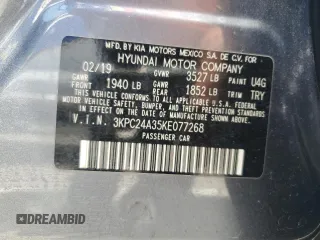 MFD. BY KIA MOTORS MEXICO S.A. DE C.V. FOR
HYUNDAI MOTOR COMPANY
02/19 GVWR 3527 LB PAINT U4G
GAWR FRONT 1940 LB GAWR REAR 1852 LB TRIM TRY
THIS VEHICLE CONFORMS TO ALL APPLICABLE U.S.A. FEDERAL
MOTOR VEHICLE SAFETY, BUMPER, AND THEFT PREVENTION
STANDARDS IN EFFECT ON THE DATE OF MANUFACTURE SHOWN ABOVE.
V.I.N. 3KPC24A35KE077268
PASSENGER CAR
© OKVIN.COM